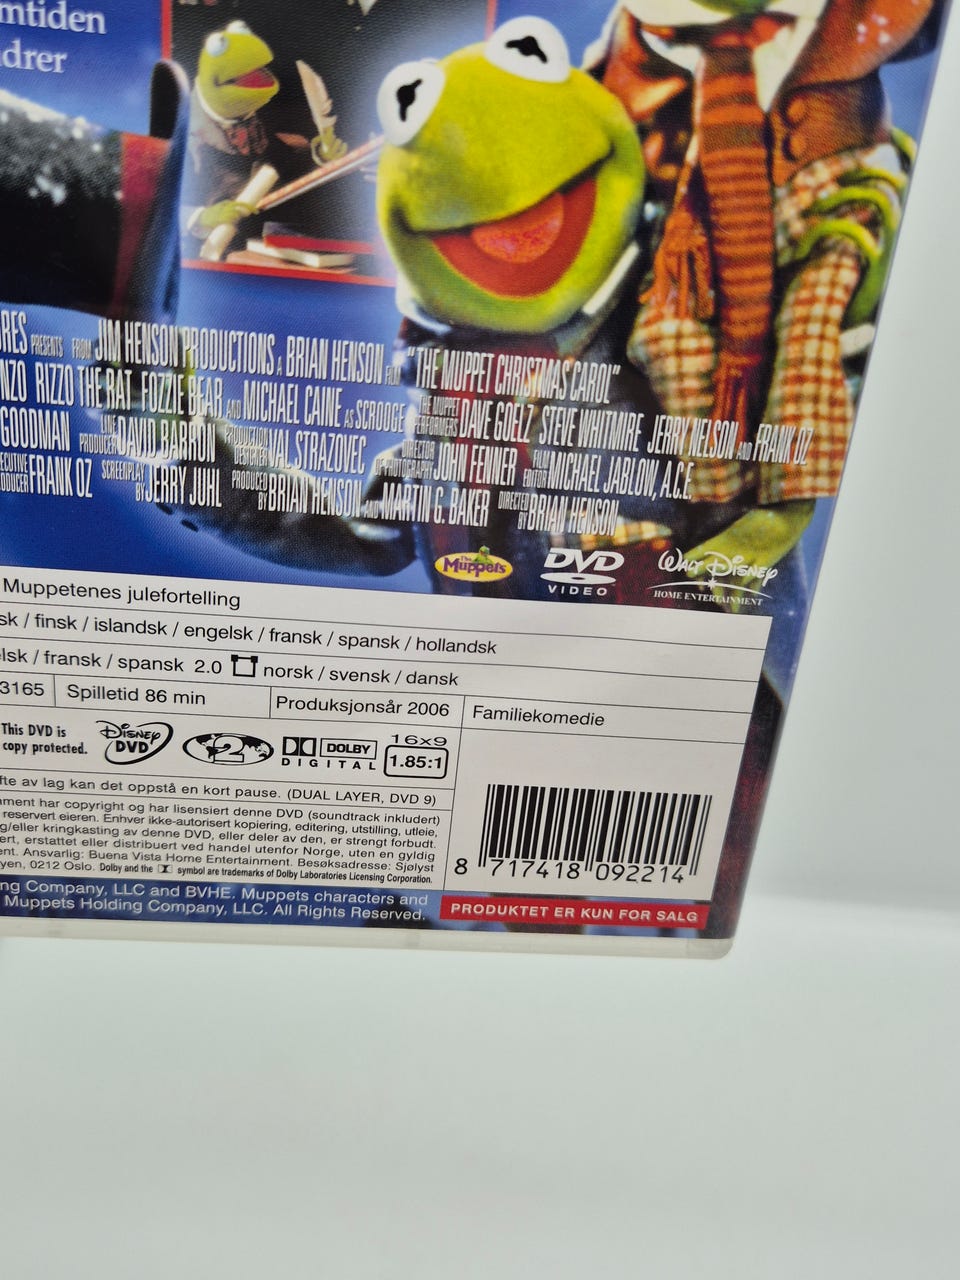 mtiden
drer
RES PRESENTS FROM JIM HENSON PRODUCTIONS A BRIAN HENSON FILM "THE MUPPET CHRISTMAS CAROL"
NZO RIZZO THE RAT FOZZIE BEAR AND MICHAEL CAINE AS SCROOGE THE MUPPET PERFORMERS DAVE GOELZ STEVE WHITMIRE JERRY NELSON AND FRANK OZ
GOODMAN LINE PRODUCER DAVID BARRON PRODUCTION DESIGNER VAL STRAZOVEC DIRECTOR OF PHOTOGRAPHY JOHN FENNER FILM EDITOR MICHAEL JABLOW, A.C.E.
ECUTIVE ODUCER FRANK OZ SCREENPLAY BY JERRY JUHL PRODUCED BY BRIAN HENSON AND MARTIN G. BAKER DIRECTED BY BRIAN HENSON
The Muppets DVD VIDEO WALT DISNEY HOME ENTERTAINMENT
Muppetenes julefortelling
sk / finsk / islandsk / engelsk / fransk / spansk / hollandsk
lsk / fransk / spansk 2.0 norsk / svensk / dansk
3165 Spilletid 86 min Produksjonsår 2006 Familiekomedie
This DVD is
copy protected.
DISNEY DVD
2
DOLBY
DIGITAL
16x9
1.85:1
fte av lag kan det oppstå en kort pause. (DUAL LAYER, DVD 9)
ment har copyright og har lisensiert denne DVD (soundtrack inkludert)
reservert eieren. Enhver ikke-autorisert kopiering, editering, utstilling, utleie,
g/eller kringkasting av denne DVD, eller deler av den, er strengt forbudt.
ert, erstattet eller distribuert ved handel utenfor Norge, uten en gyldig
ent. Ansvarlig: Buena Vista Home Entertainment. Besøksadresse: Sjølyst
yen, 0212 Oslo. Dolby and the symbol are trademarks of Dolby Laboratories Licensing Corporation.
8 717418 092214
ng Company, LLC and BVHE. Muppets characters and
Muppets Holding Company, LLC. All Rights Reserved.
PRODUKTET ER KUN FOR SALG